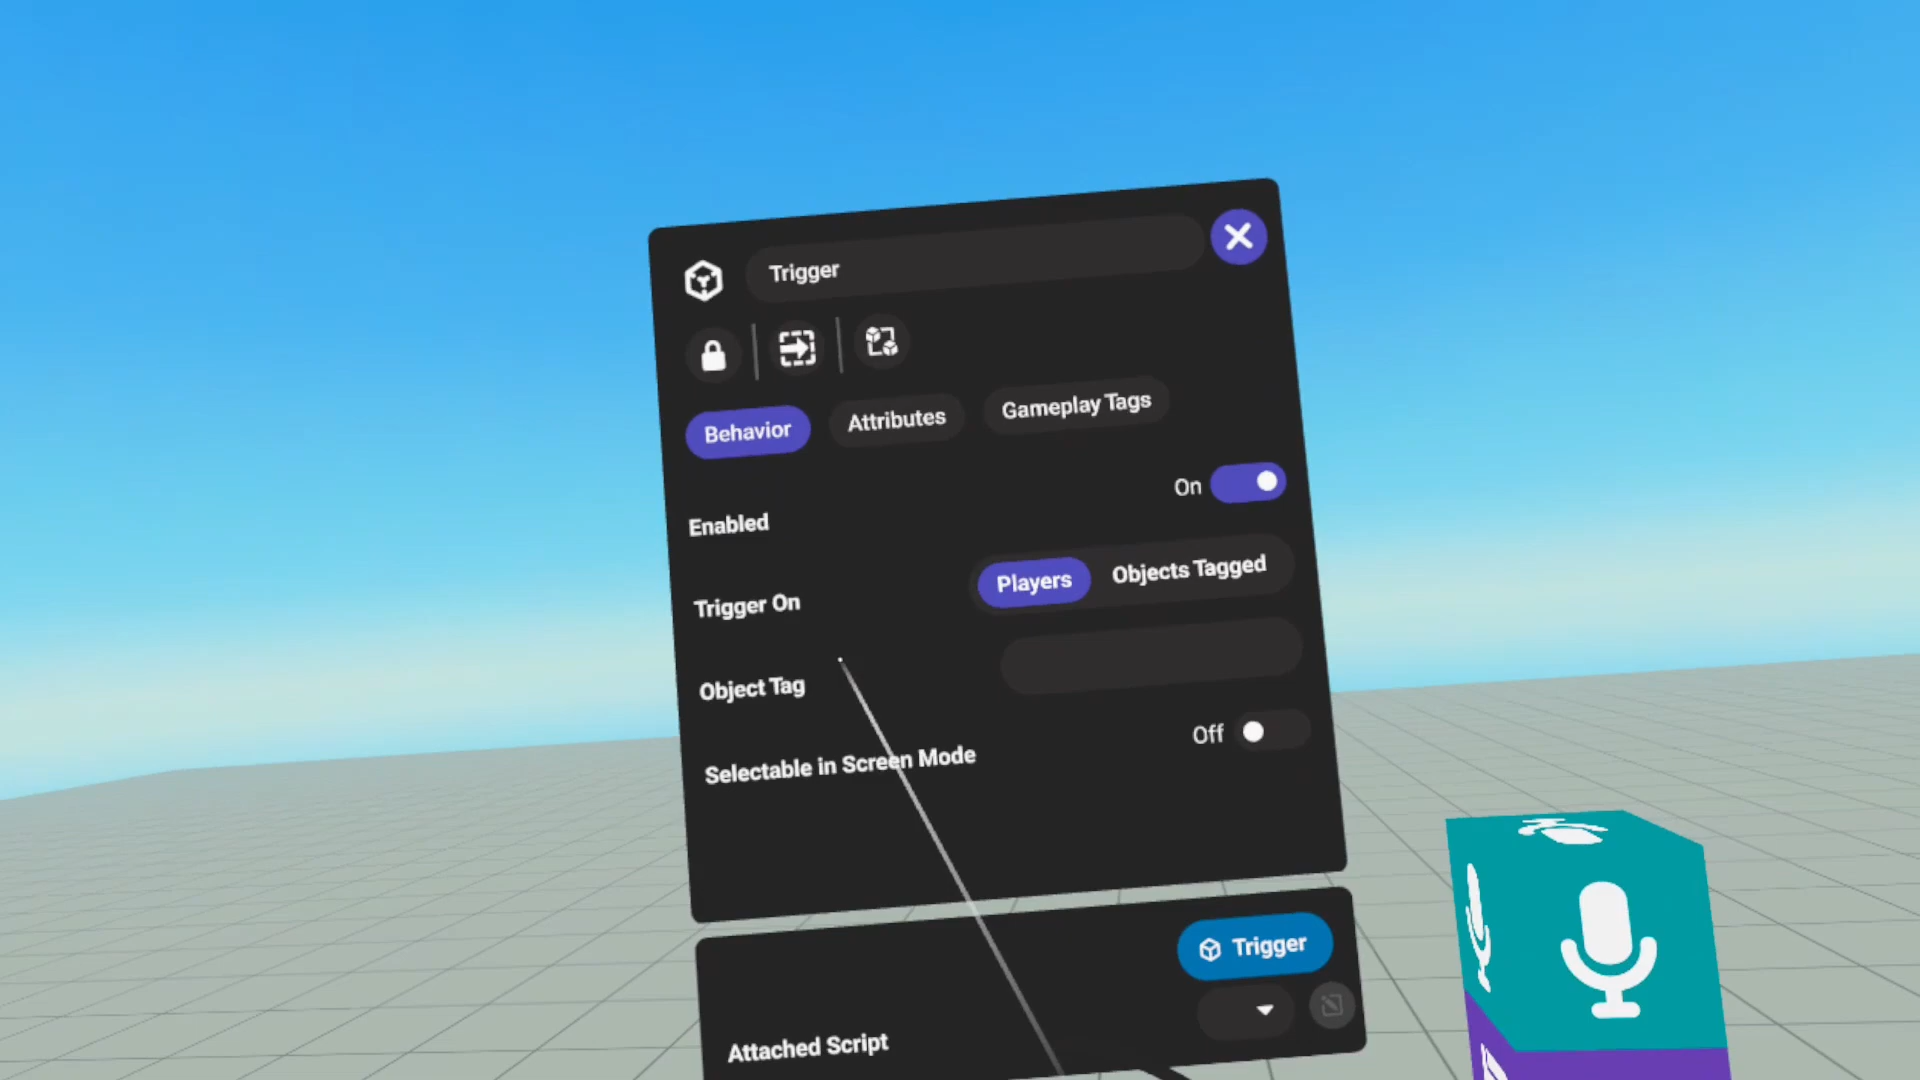 Trigger
Behavior
Attributes
Gameplay Tags
Enabled
On
Trigger On
Players
Objects Tagged
Object Tag
Selectable in Screen Mode
Off
Trigger
Attached Script